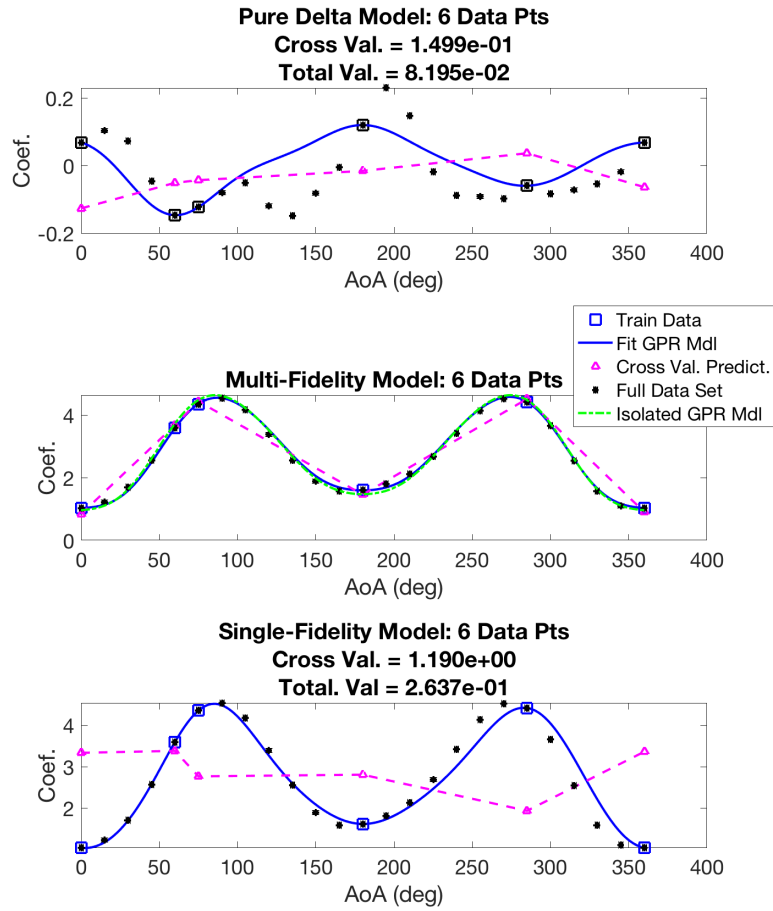 Pure Delta Model: 6 Data Pts
Cross Val. = 1.499e-01
Total Val. = 8.195e-02
0.2
0
-0.2
Coef.
0 50 100 150 200 250 300 350 400
AoA (deg)
Train Data
Fit GPR Mdl
Cross Val. Predict.
Full Data Set
Isolated GPR Mdl
Multi-Fidelity Model: 6 Data Pts
4
2
0
Coef.
0 50 100 150 200 250 300 350 400
AoA (deg)
Single-Fidelity Model: 6 Data Pts
Cross Val. = 1.190e+00
Total. Val = 2.637e-01
4
3
2
Coef.
0 50 100 150 200 250 300 350 400
AoA (deg)